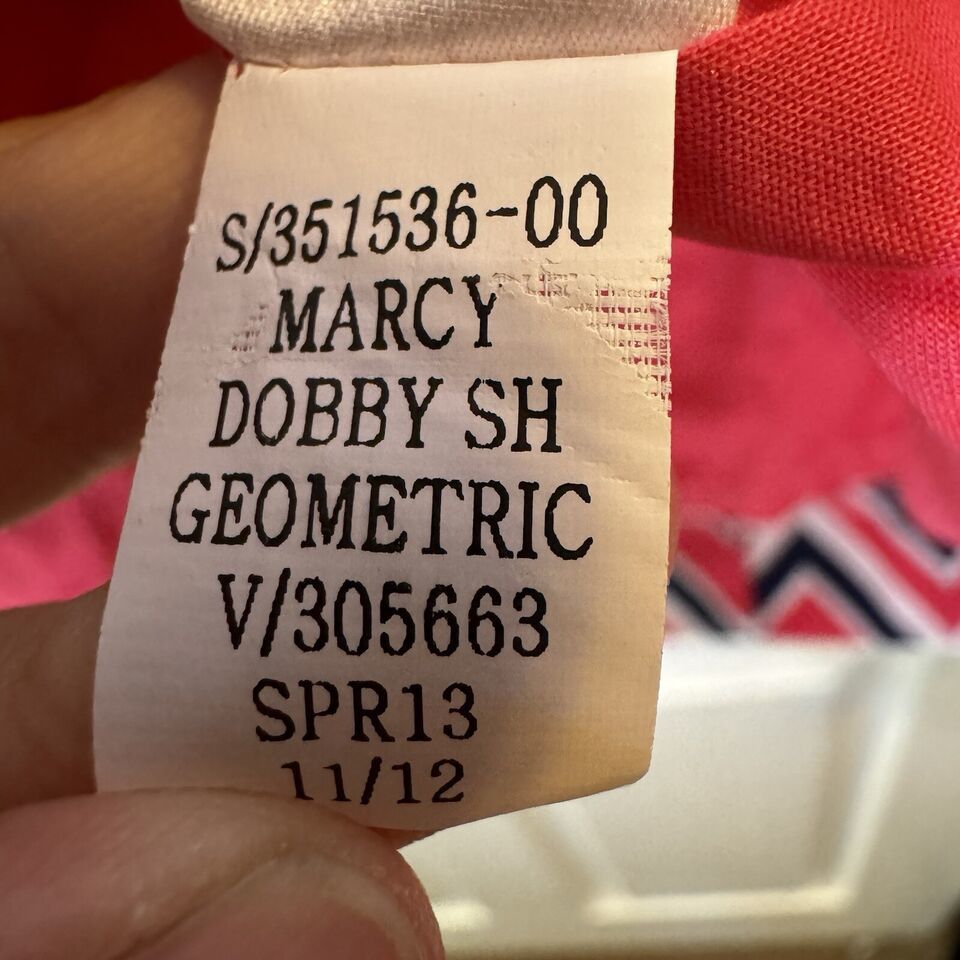 S/351536-00
MARCY
DOBBY SH
GEOMETRIC
V/305663
SPR13
11/12